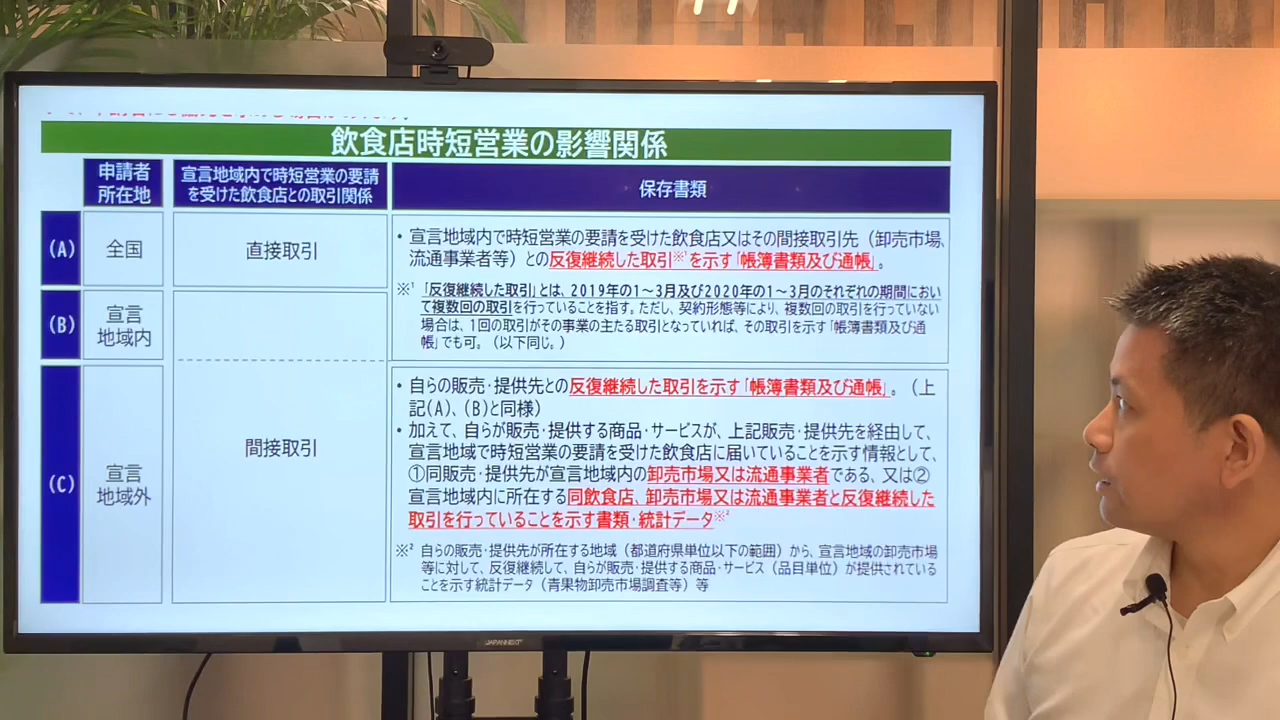 飲食店時短営業の影響関係
申請者
所在地
宣言地域内で時短営業の要請
を受けた飲食店との取引関係
保存書類
(A)
全国
直接取引
・宣言地域内で時短営業の要請を受けた飲食店又はその間接取引先（卸売市場、
流通事業者等）との反復継続した取引※¹を示す「帳簿書類及び通帳」。
※¹「反復継続した取引」とは、2019年の1～3月及び2020年の1～3月のそれぞれの期間におい
て複数回の取引を行っていることを指す。ただし、契約形態等により、複数回の取引を行っていない
場合は、1回の取引がその事業の主たる取引となっていれば、その取引を示す「帳簿書類及び通
帳」でも可。（以下同じ。）
(B)
宣言
地域内
(C)
宣言
地域外
間接取引
・自らの販売・提供先との反復継続した取引を示す「帳簿書類及び通帳」。（上
記(A)、(B)と同様）
・加えて、自らが販売・提供する商品・サービスが、上記販売・提供先を経由して、
宣言地域で時短営業の要請を受けた飲食店に届いていることを示す情報として、
①同販売・提供先が宣言地域内の卸売市場又は流通事業者である、又は②
宣言地域内に所在する同飲食店、卸売市場又は流通事業者と反復継続した
取引を行っていることを示す書類・統計データ※²
※² 自らの販売・提供先が所在する地域（都道府県単位以下の範囲）から、宣言地域の卸売市場
等に対して、反復継続して、自らが販売・提供する商品・サービス（品目単位）が提供されている
ことを示す統計データ（青果物卸売市場調査等）等
JAPANNEXT